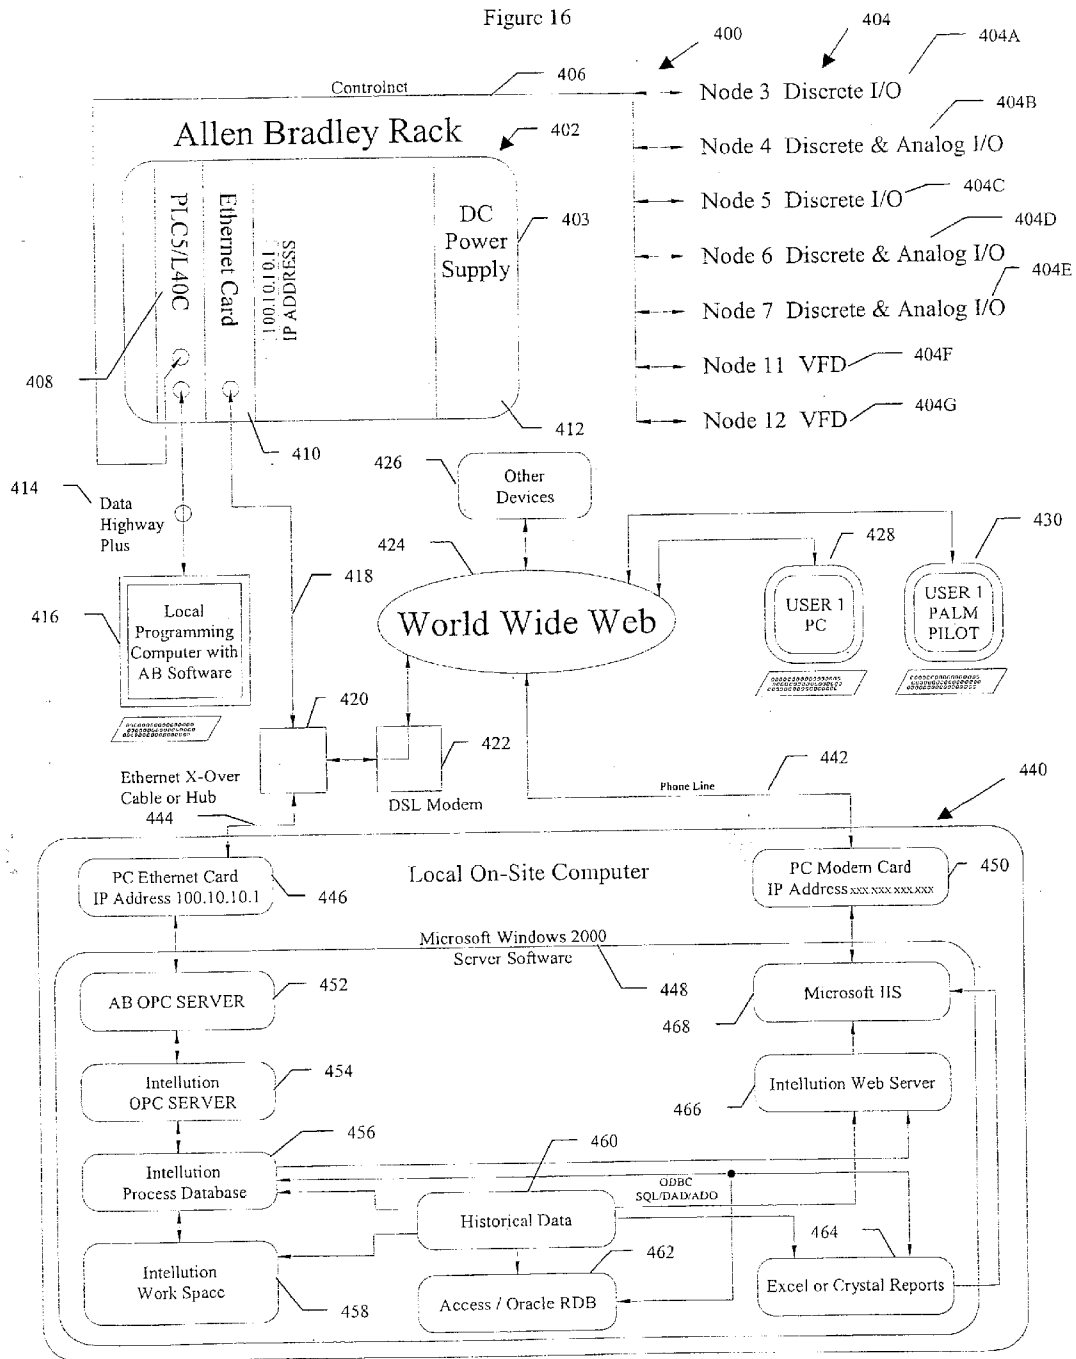 Figure 16
400
404
404A
Controlnet
406
Node 3 Discrete I/O
404B
Allen Bradley Rack
402
Node 4 Discrete & Analog I/O
404C
Node 5 Discrete I/O
404D
PLC5/L40C
Ethernet Card
100.10.10.1
IP ADDRESS
DC
Power
Supply
403
Node 6 Discrete & Analog I/O
404E
Node 7 Discrete & Analog I/O
408
Node 11 VFD
404F
Node 12 VFD
404G
410
412
414
Data
Highway
Plus
426
Other
Devices
428
430
424
418
World Wide Web
USER 1
PC
USER 1
PALM
PILOT
416
Local
Programming
Computer with
AB Software
420
422
DSL Modem
442
Phone Line
Ethernet X-Over
Cable or Hub
444
440
Local On-Site Computer
PC Ethernet Card
IP Address 100.10.10.1
446
PC Modem Card
IP Address xxx.xxx.xxx.xxx
450
Microsoft Windows 2000
Server Software
448
AB OPC SERVER
452
Microsoft IIS
468
Intellution
OPC SERVER
454
Intellution Web Server
466
456
460
Intellution
Process Database
ODBC
SQL/DAD/ADO
Historical Data
462
464
Intellution
Work Space
458
Access / Oracle RDB
Excel or Crystal Reports